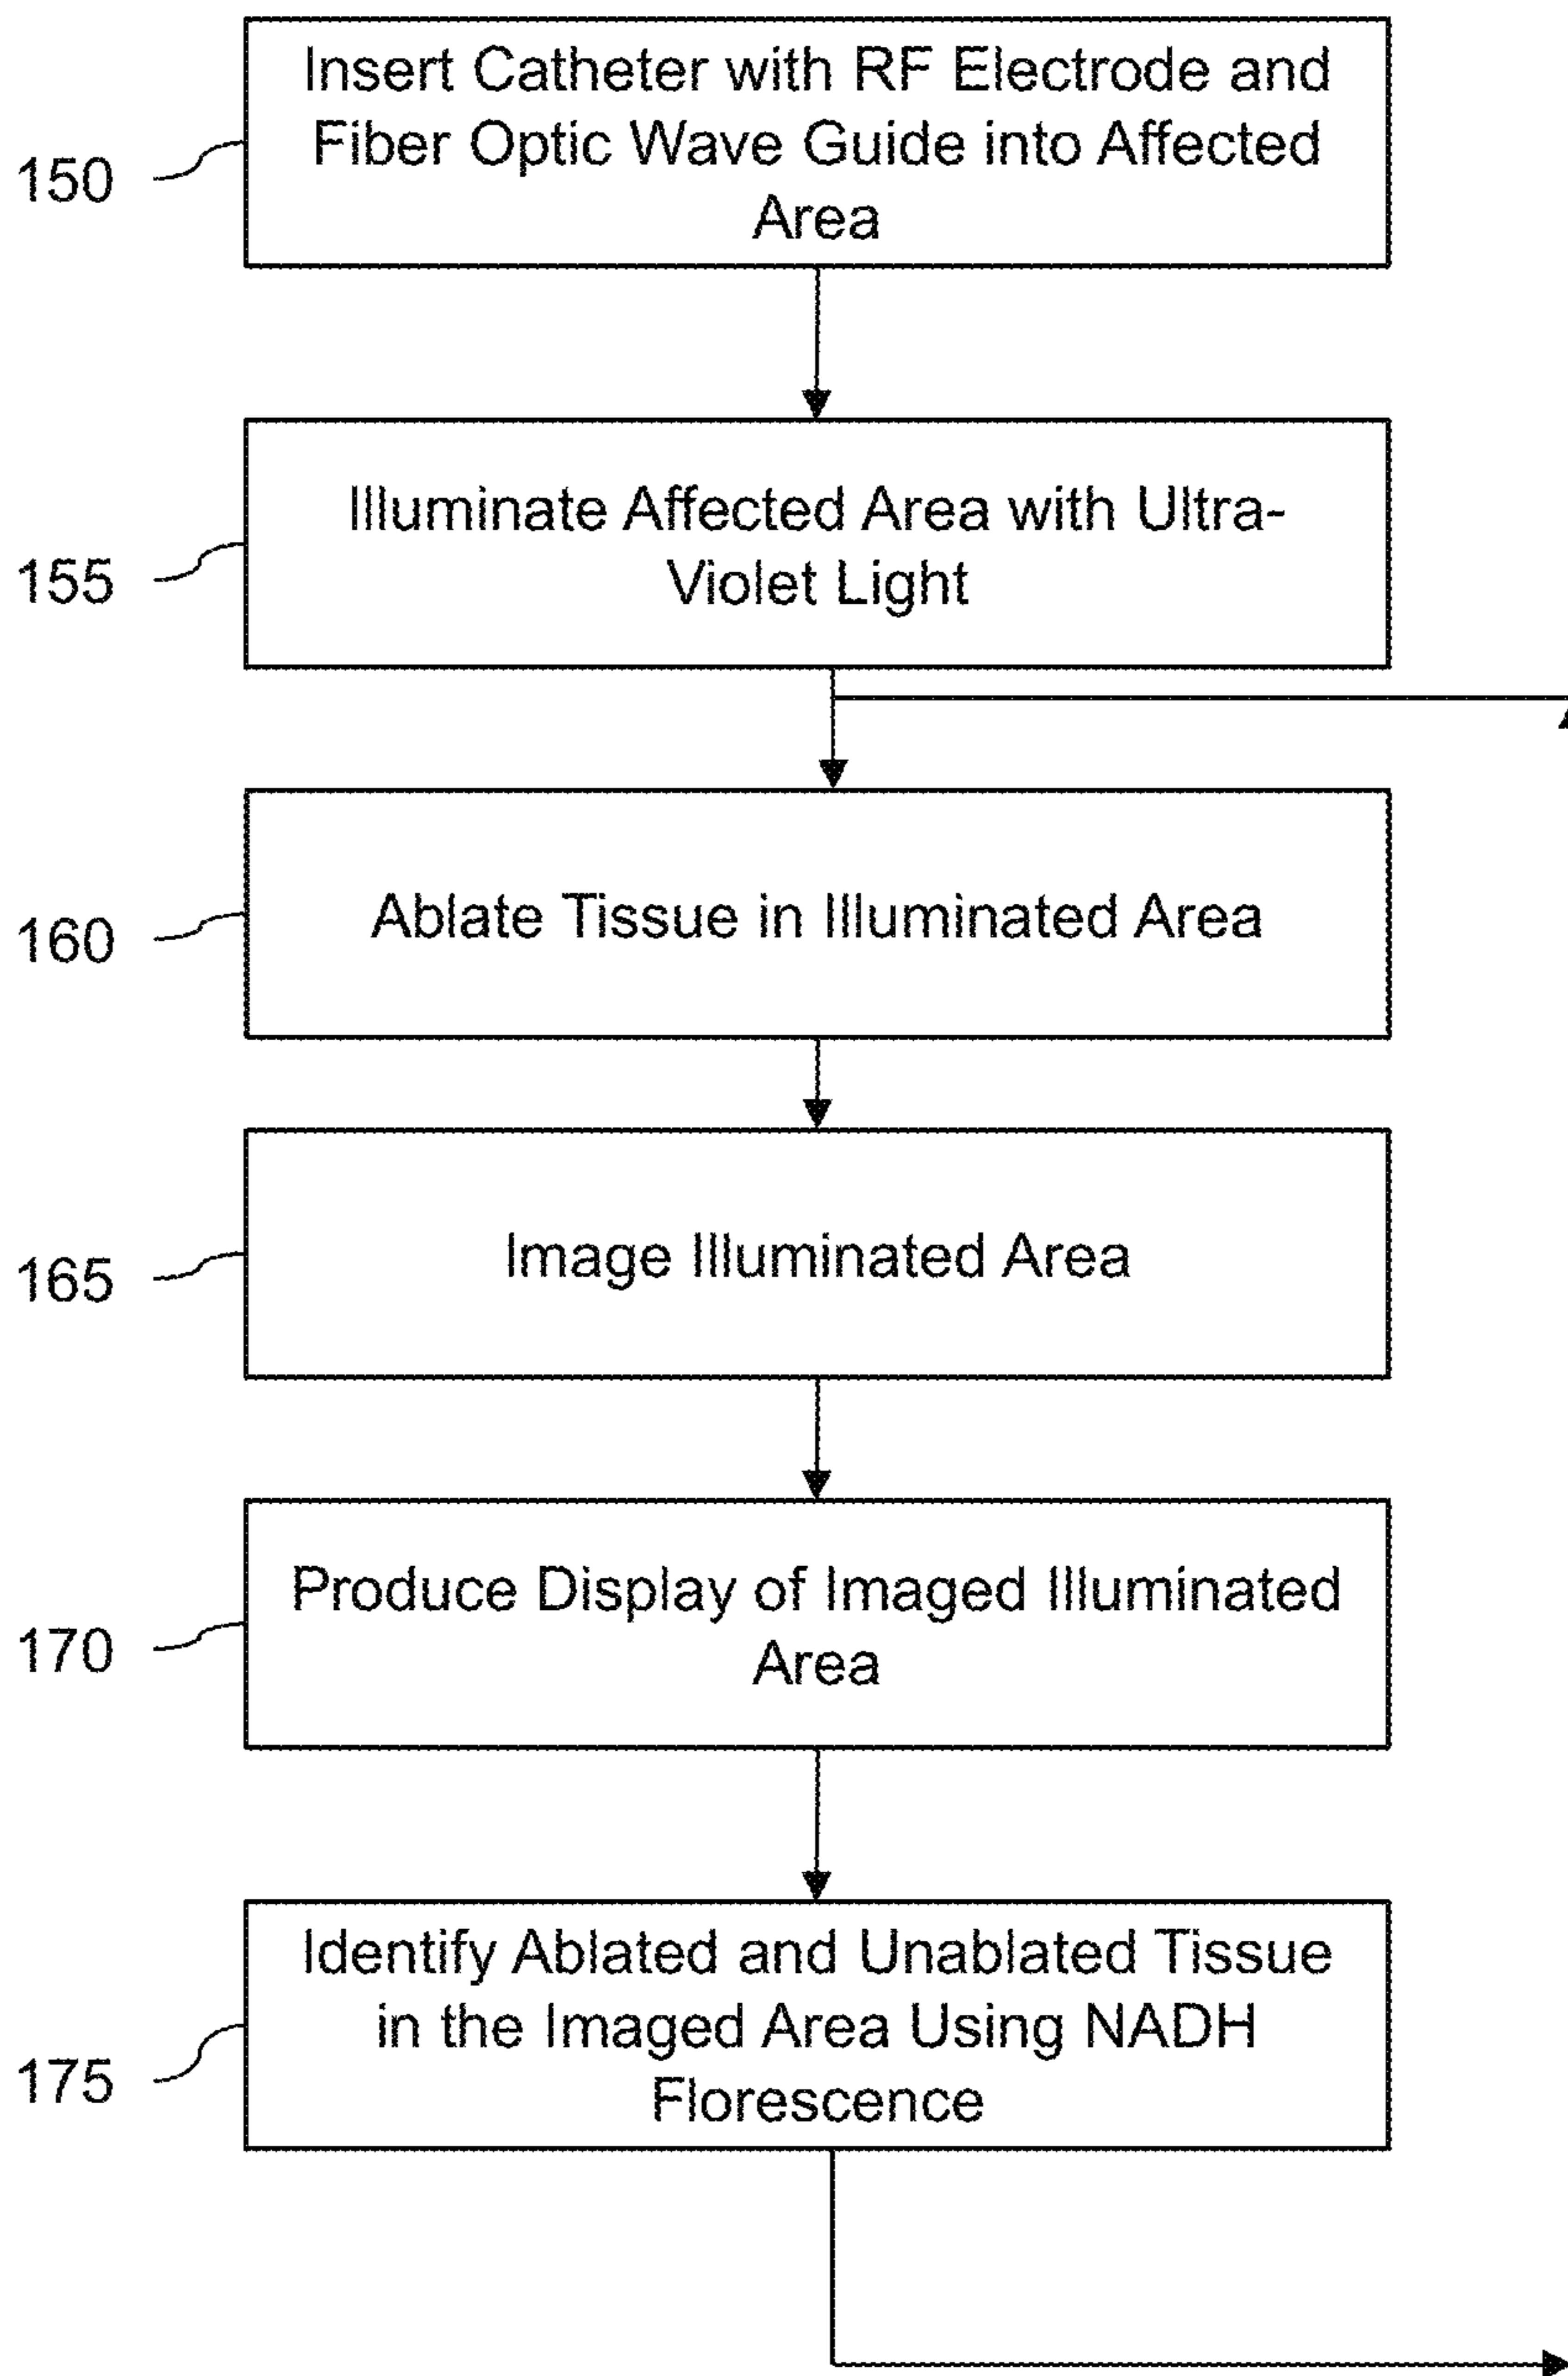 Insert Catheter with RF Electrode and
Fiber Optic Wave Guide into Affected
Area
150
Illuminate Affected Area with Ultra-
Violet Light
155
Ablate Tissue in Illuminated Area
160
Image Illuminated Area
165
Produce Display of Imaged Illuminated
Area
170
Identify Ablated and Unablated Tissue
in the Imaged Area Using NADH
Florescence
175